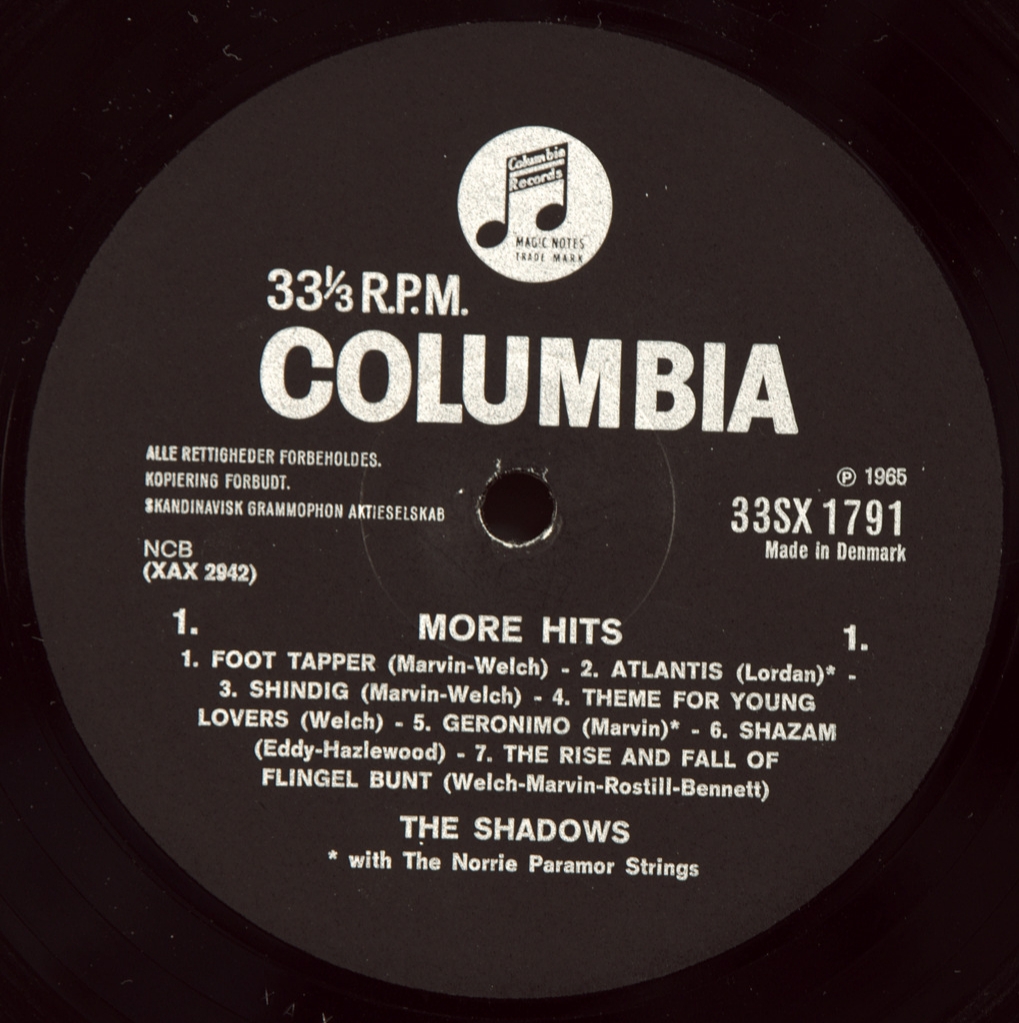 Columbia
Records
MAGIC NOTES
TRADE MARK
33⅓ R.P.M.
COLUMBIA
ALLE RETTIGHEDER FORBEHOLDES.
KOPIERING FORBUDT.
SKANDINAVISK GRAMMOPHON AKTIESELSKAB
NCB
(XAX 2942)
℗ 1965
33SX 1791
Made in Denmark
1. MORE HITS 1.
1. FOOT TAPPER (Marvin-Welch) - 2. ATLANTIS (Lordan)* -
3. SHINDIG (Marvin-Welch) - 4. THEME FOR YOUNG
LOVERS (Welch) - 5. GERONIMO (Marvin)* - 6. SHAZAM
(Eddy-Hazlewood) - 7. THE RISE AND FALL OF
FLINGEL BUNT (Welch-Marvin-Rostill-Bennett)
THE SHADOWS
* with The Norrie Paramor Strings